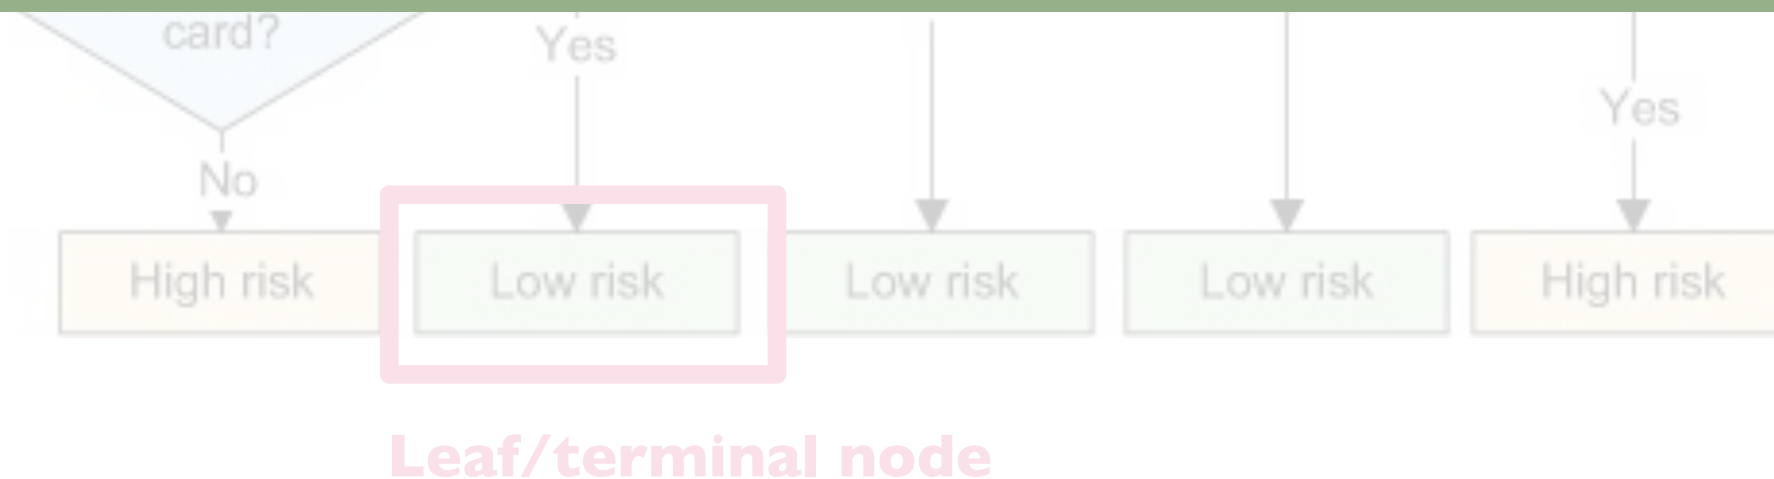 card?
Yes
Yes
No
High risk
Low risk
Low risk
Low risk
High risk
Leaf/terminal node